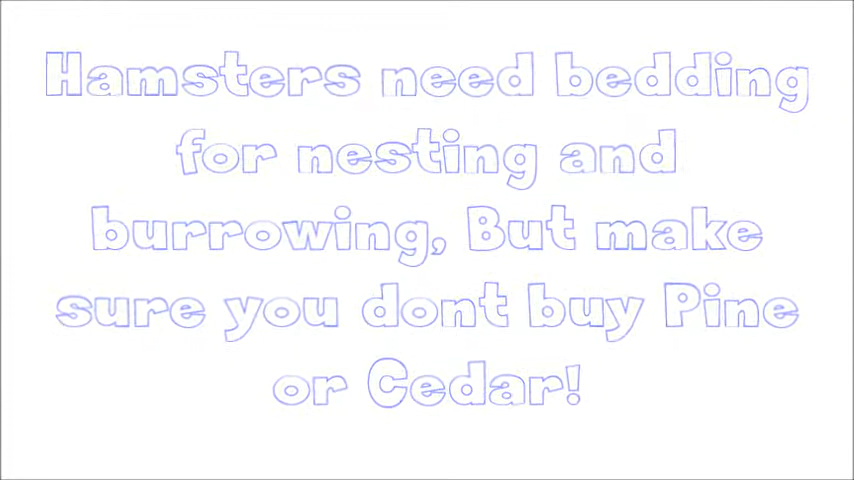 Hamsters need bedding
for nesting and
burrowing, But make
sure you dont buy Pine
or Cedar!